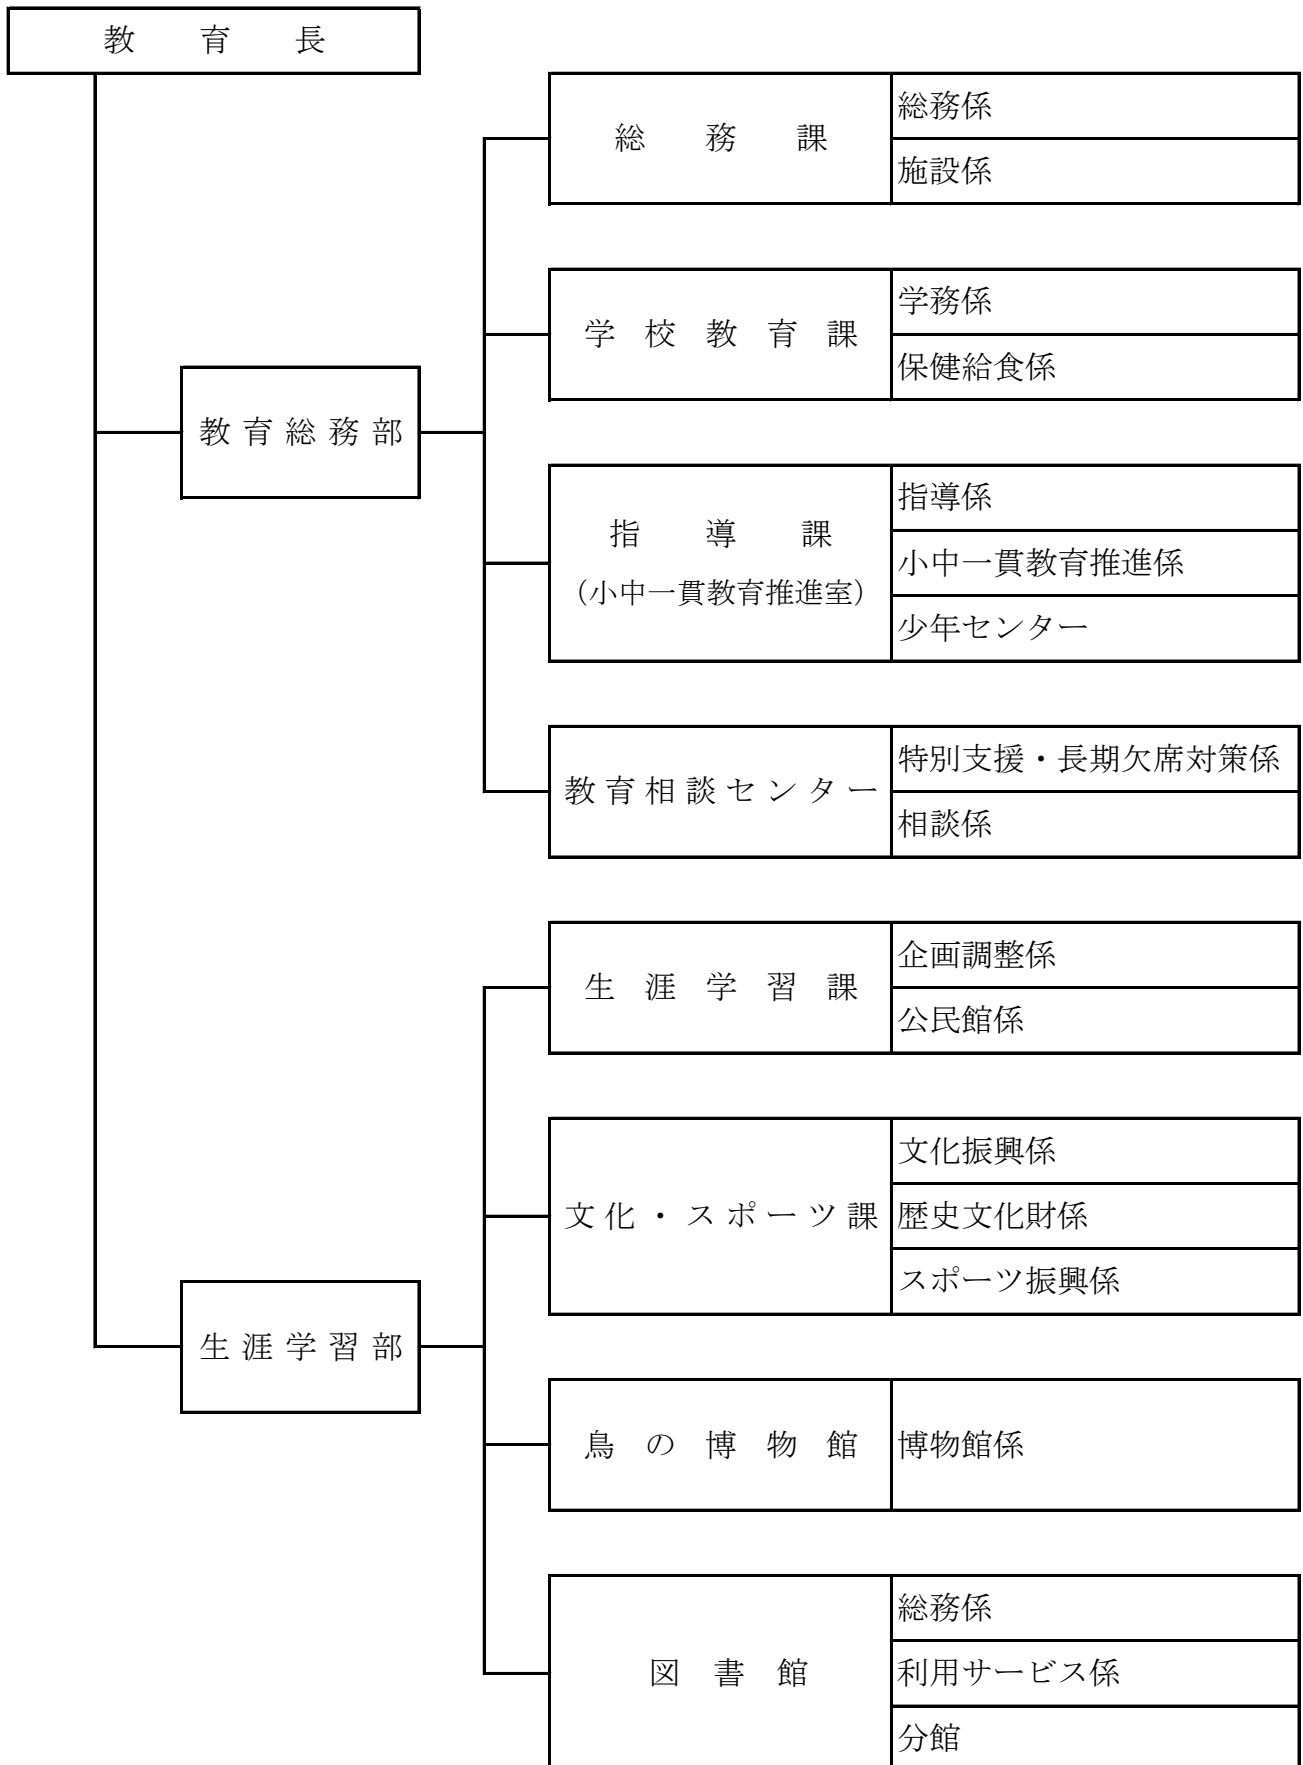 教育長
総務課
総務係
施設係
学校教育課
学務係
保健給食係
教育総務部
指導課
（小中一貫教育推進室）
指導係
小中一貫教育推進係
少年センター
教育相談センター
特別支援・長期欠席対策係
相談係
生涯学習課
企画調整係
公民館係
文化・スポーツ課
文化振興係
歴史文化財係
スポーツ振興係
生涯学習部
鳥の博物館
博物館係
図書館
総務係
利用サービス係
分館